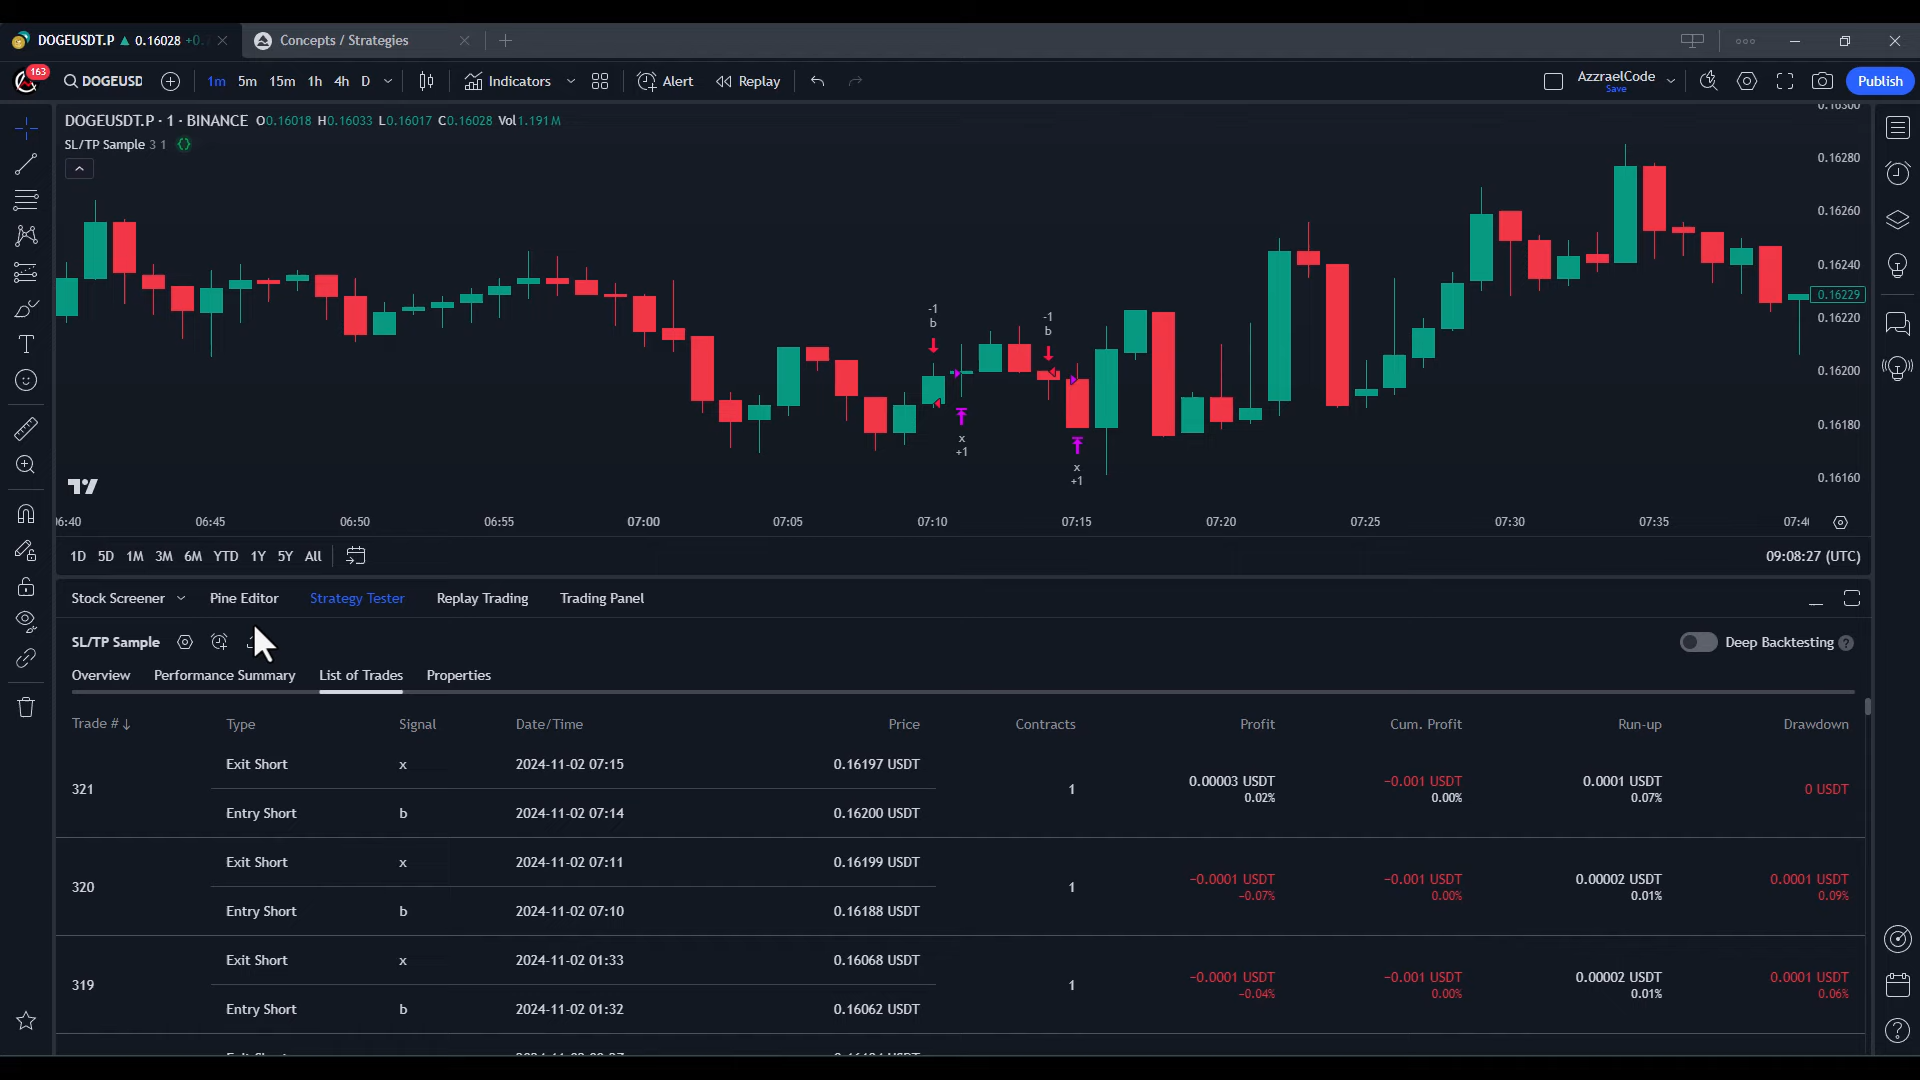 DOGEUSDT.P ▲ 0.16028 +0. Concepts / Strategies
163 DOGEUSD 1m 5m 15m 1h 4h D Indicators Alert Replay AzzraelCode Save Publish
DOGEUSDT.P · 1 · BINANCE O0.16018 H0.16033 L0.16017 C0.16028 Vol1.191M
SL/TP Sample 3 1
0.16300
0.16280
0.16260
0.16240
0.16229
0.16220
0.16200
0.16180
0.16160
-1
b
-1
b
x
+1
x
+1
06:45 06:50 06:55 07:00 07:05 07:10 07:15 07:20 07:25 07:30 07:35
1D 5D 1M 3M 6M YTD 1Y 5Y All 09:08:27 (UTC)
Stock Screener Pine Editor Strategy Tester Replay Trading Trading Panel
SL/TP Sample Deep Backtesting ?
Overview Performance Summary List of Trades Properties
Trade # ↓ Type Signal Date/Time Price Contracts Profit Cum. Profit Run-up Drawdown
Exit Short x 2024-11-02 07:15 0.16197 USDT
321 1 0.00003 USDT −0.001 USDT 0.0001 USDT 0 USDT
0.02% 0.00% 0.07%
Entry Short b 2024-11-02 07:14 0.16200 USDT
Exit Short x 2024-11-02 07:11 0.16199 USDT
320 1 −0.0001 USDT −0.001 USDT 0.00002 USDT 0.0001 USDT
−0.07% 0.00% 0.01% 0.09%
Entry Short b 2024-11-02 07:10 0.16188 USDT
Exit Short x 2024-11-02 01:33 0.16068 USDT
319 1 −0.0001 USDT −0.001 USDT 0.00002 USDT 0.0001 USDT
−0.04% 0.00% 0.01% 0.06%
Entry Short b 2024-11-02 01:32 0.16062 USDT